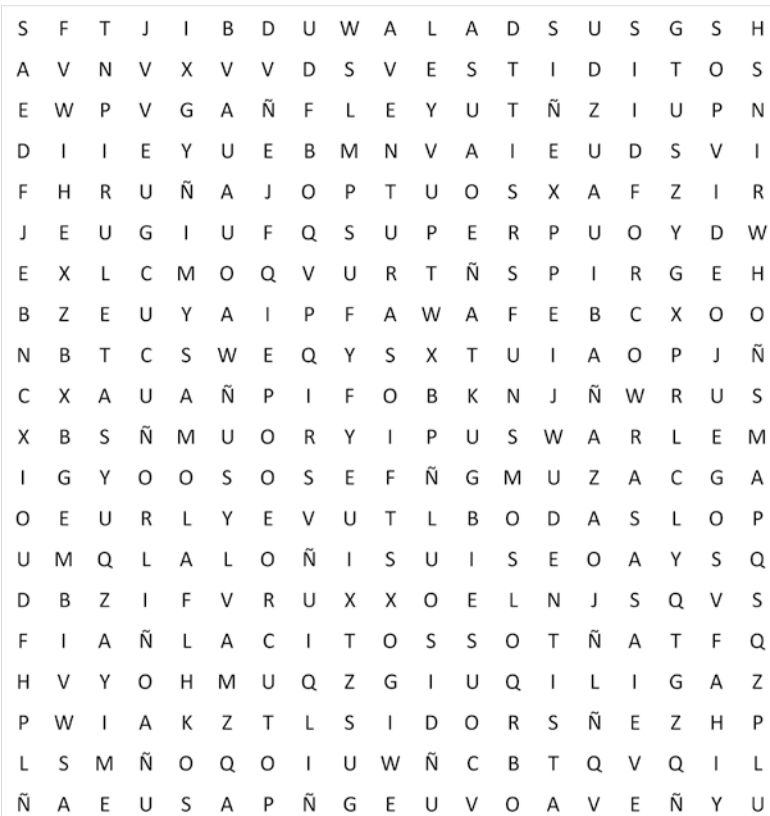 S F T J I B D U W A L A D S U S G S H
A V N V X V V D S V E S T I D I T O S
E W P V G A Ñ F L E Y U T Ñ Z I U P N
D I I E Y U E B M N V A I E U D S V I
F H R U Ñ A J O P T U O S X A F Z I R
J E U G I U F Q S U P E R P U O Y D W
E X L C M O Q V U R T Ñ S P I R G E H
B Z E U Y A I P F A W A F E B C X O O
N B T C S W E Q Y S X T U I A O P J Ñ
C X A U A Ñ P I F O B K N J Ñ W R U S
X B S Ñ M U O R Y I P U S W A R L E M
I G Y O O S O S E F Ñ G M U Z A C G A
O E U R L Y E V U T L B O D A S L O P
U M Q L A L O Ñ I S U I S E O A Y S Q
D B Z I F V R U X X O E L N J S Q V S
F I A Ñ L A C I T O S S O T Ñ A T F Q
H V Y O H M U Q Z G I U Q I L I G A Z
P W I A K Z T L S I D O R S Ñ E Z H P
L S M Ñ O Q O I U W Ñ C B T Q V Q I L
Ñ A E U S A P Ñ G E U V O A V E Ñ Y U